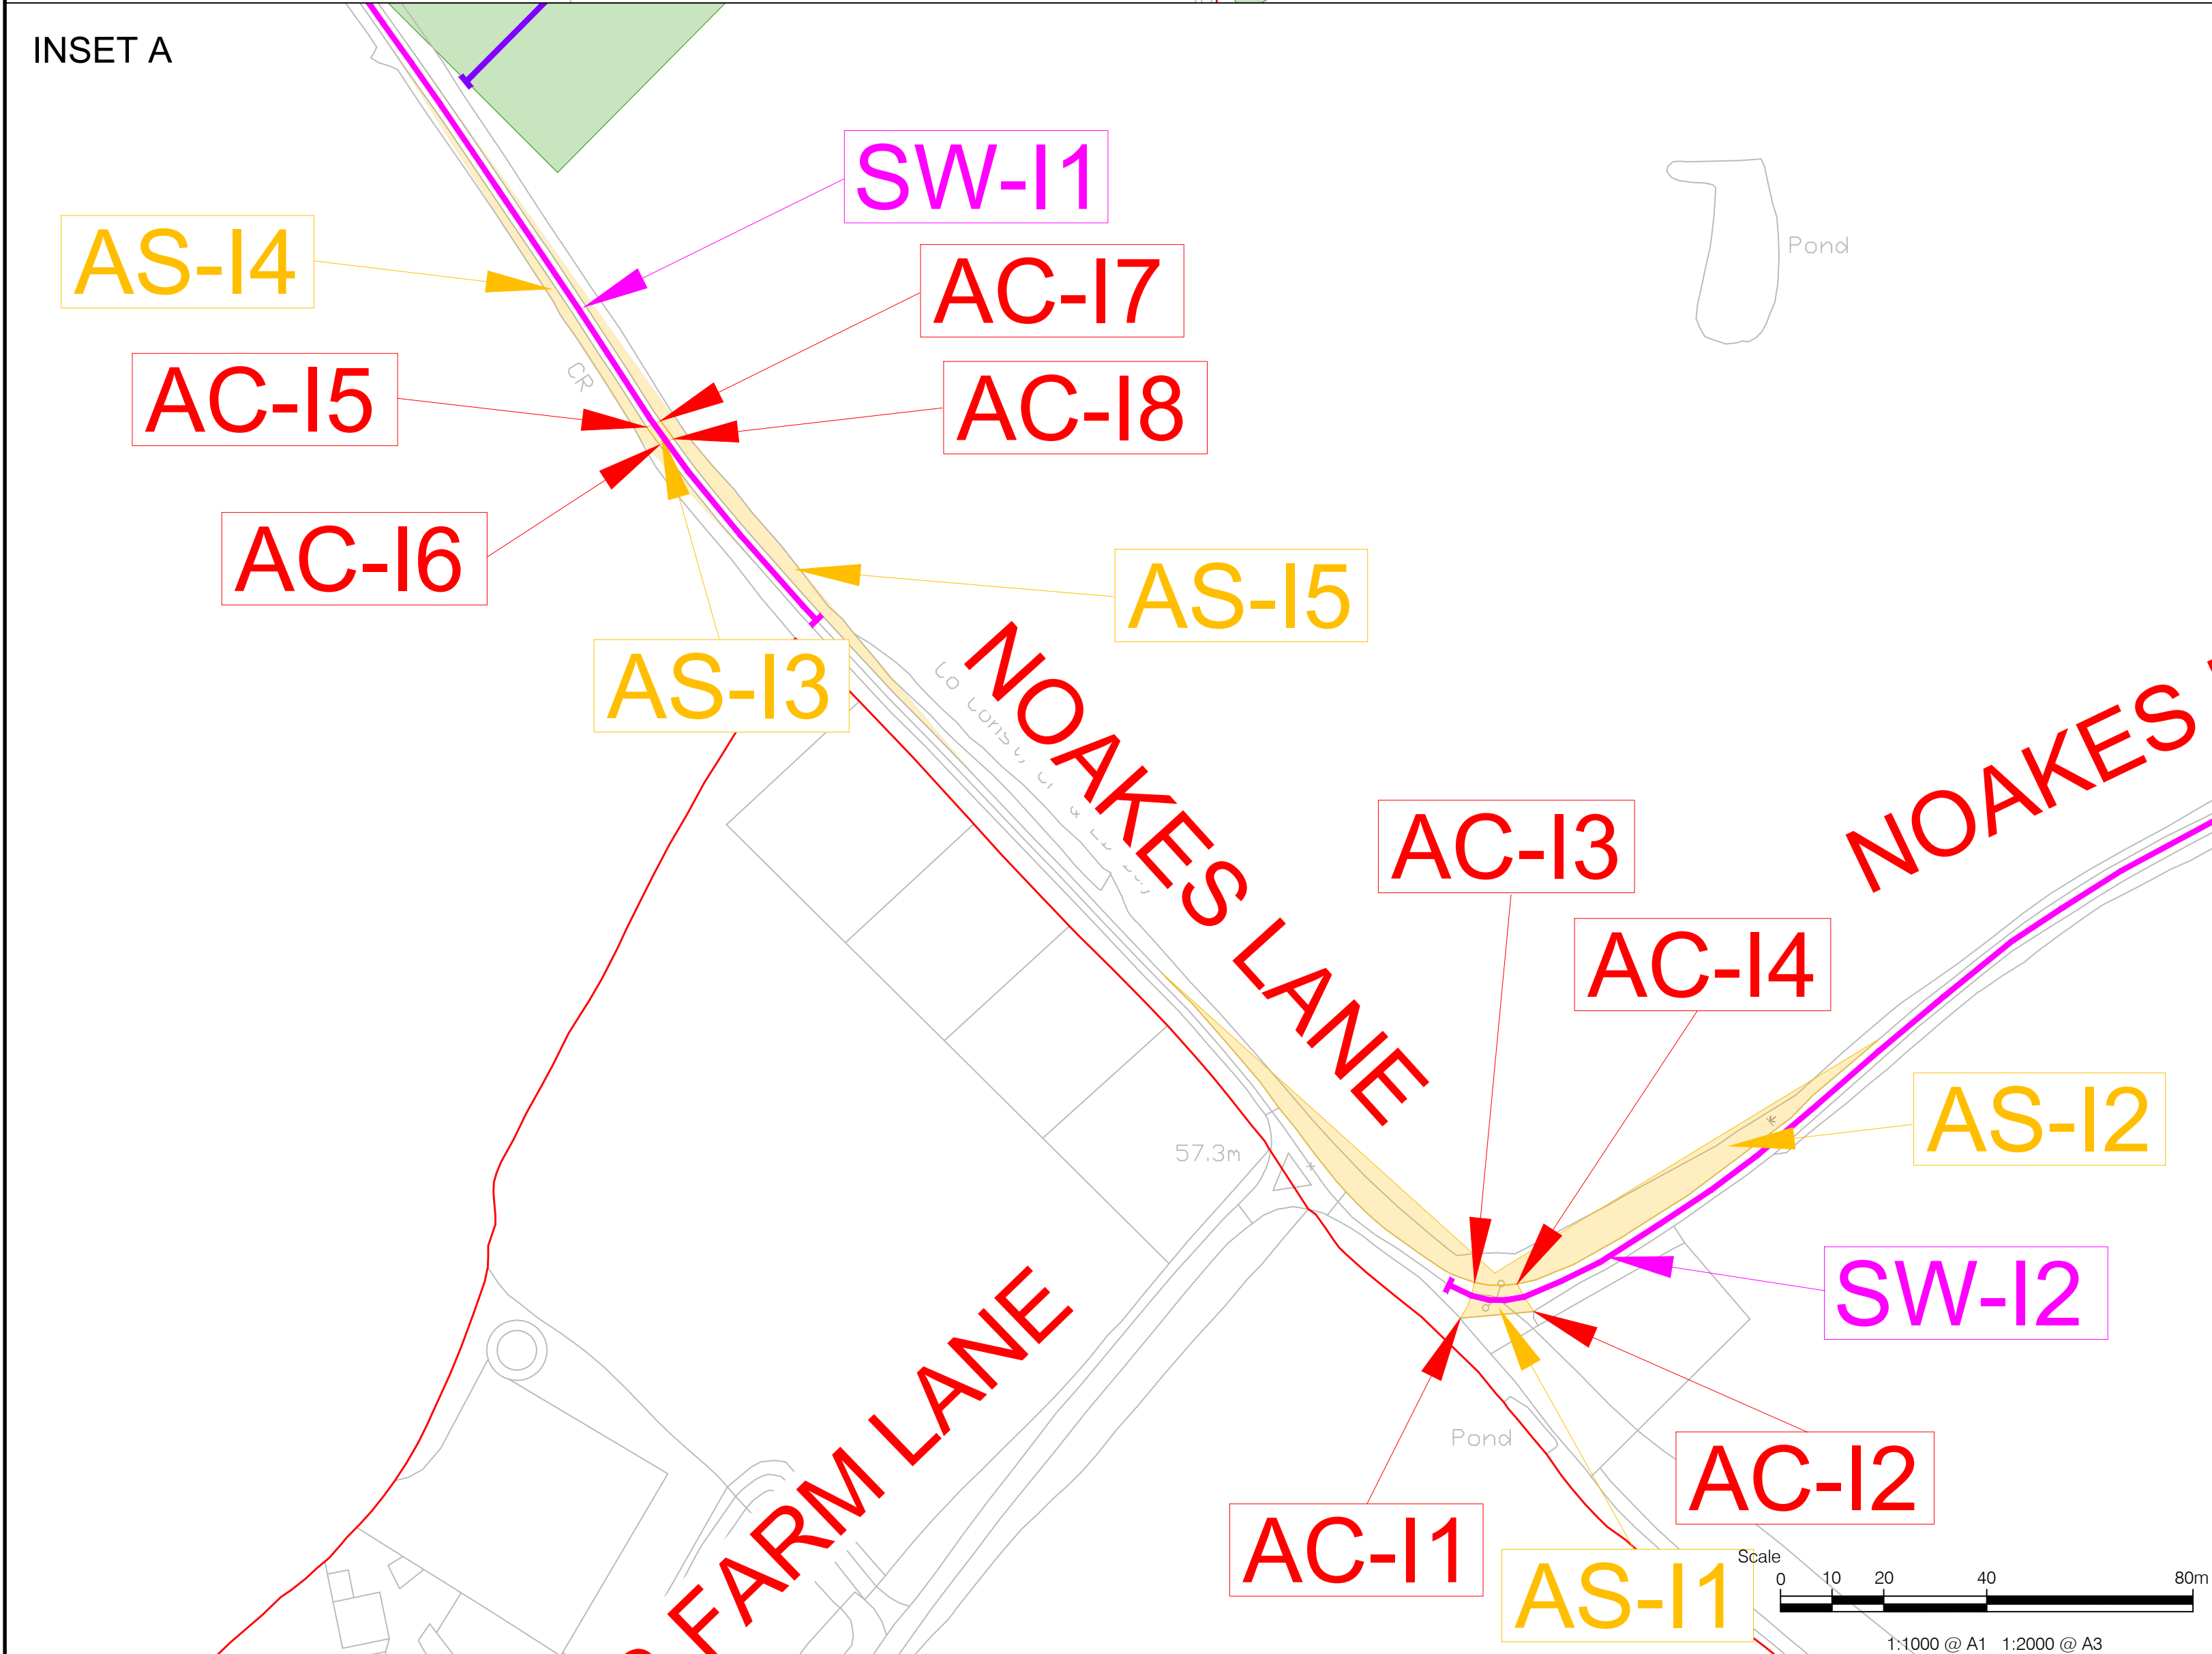 INSET A
SW-I1
AS-I4
AC-I7
AC-I5
AC-I8
CR
AC-I6
AS-I5
AS-I3
Pond
NOAKES LANE
NOAKES
AC-I3
AC-I4
AS-I2
57.3m
SW-I2
Pond
AC-I2
AC-I1
AS-I1
FARM LANE
Scale
0 10 20 40 80m
1:1000 @ A1 1:2000 @ A3